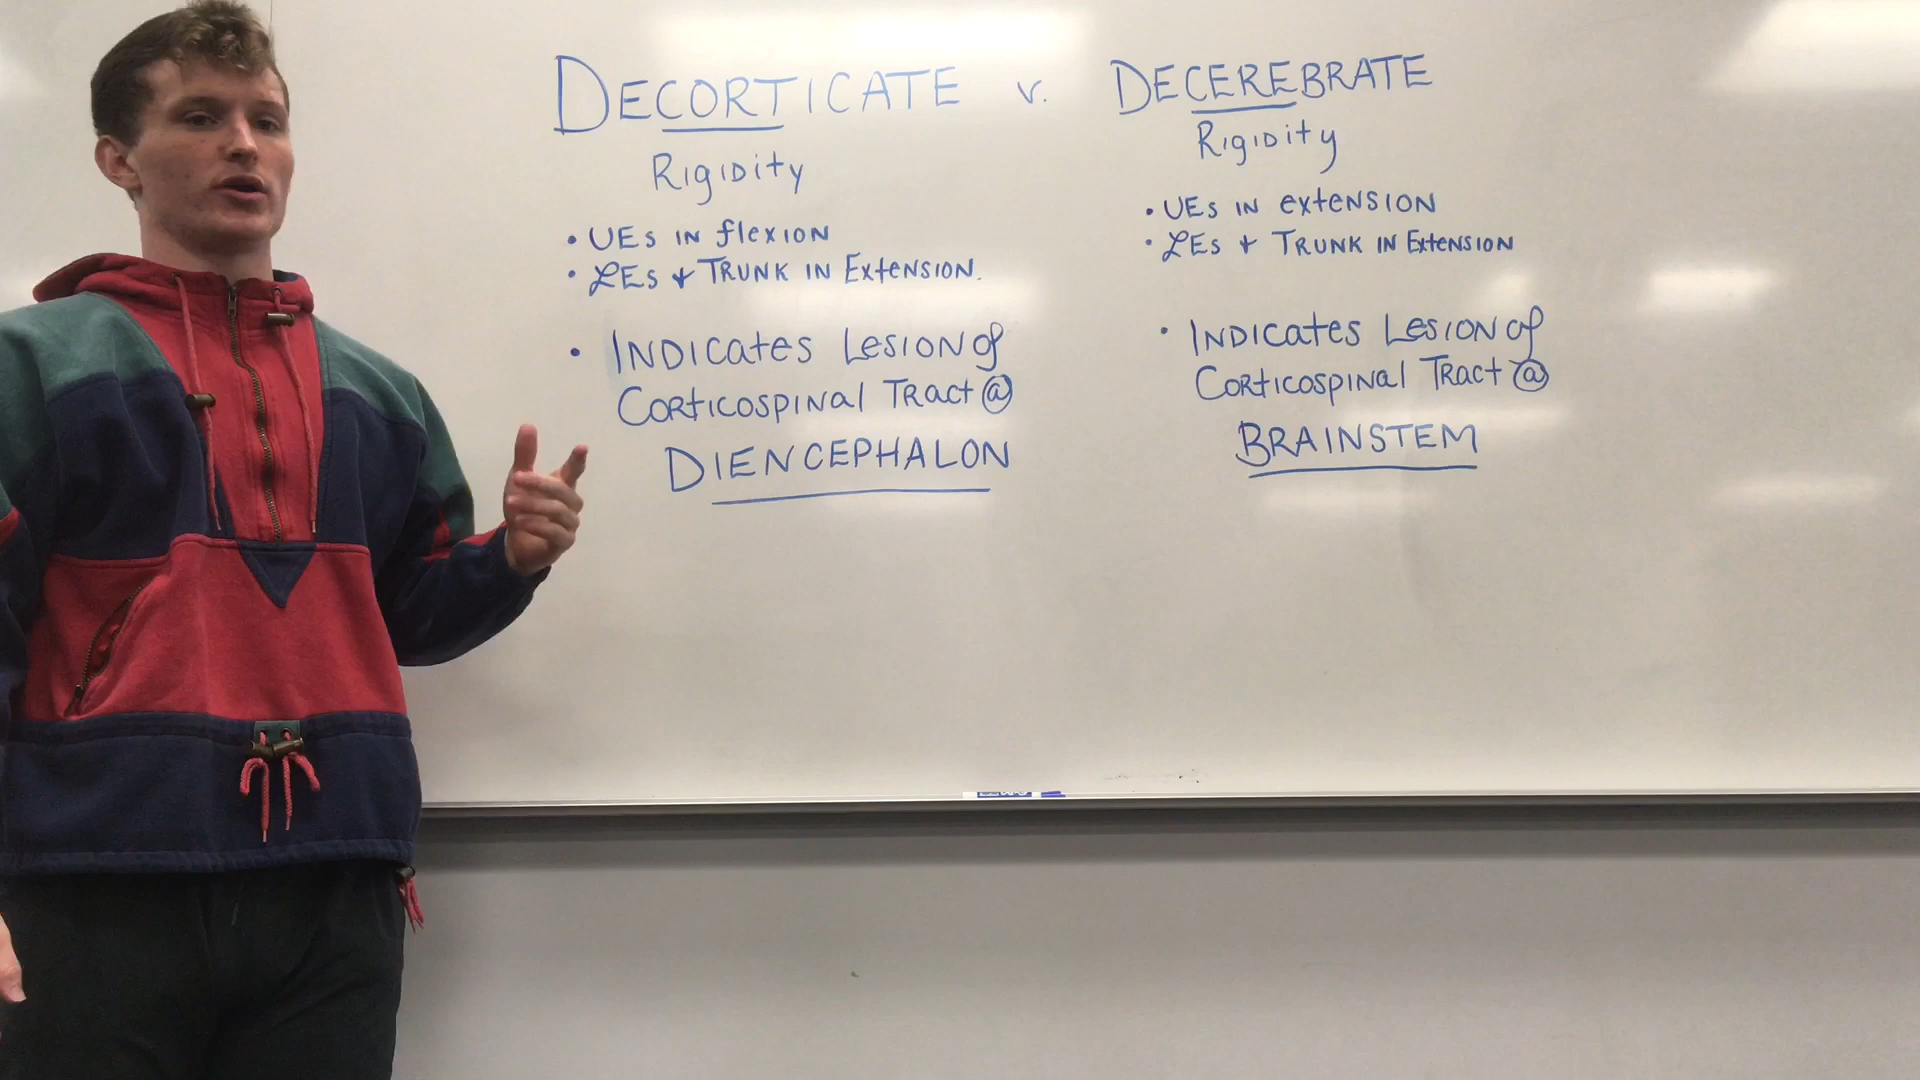 DECORTICATE v. DECEREBRATE
Rigidity
• UEs IN flexION
• LEs + TRUNK IN ExtENSION.
• INDICAtes LesION of
CORtICOSpINAl TRACt @
DIENCEPHALON
Rigidity
• UEs IN extENSION
• LEs + TRUNK IN ExtENSION
• INDICAtes LesION of
CORtICOSpINAl TRACt @
BRAINSTEM